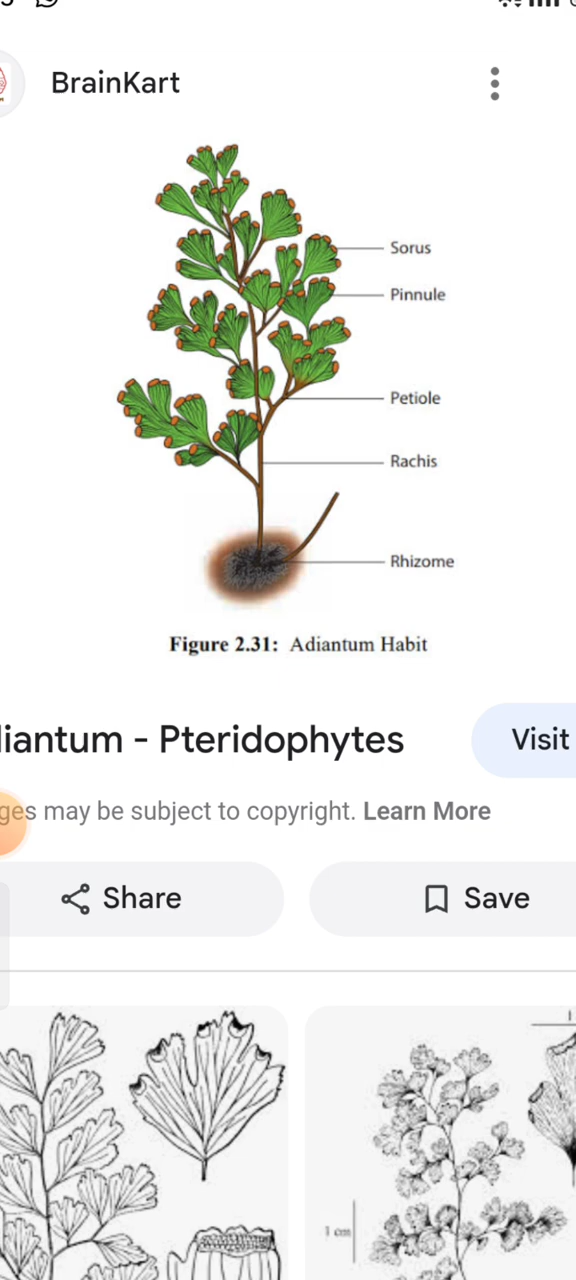 BrainKart
Sorus
Pinnule
Petiole
Rachis
Rhizome
Figure 2.31: Adiantum Habit
liantum - Pteridophytes
Visit
ges may be subject to copyright. Learn More
Share
Save
1 cm